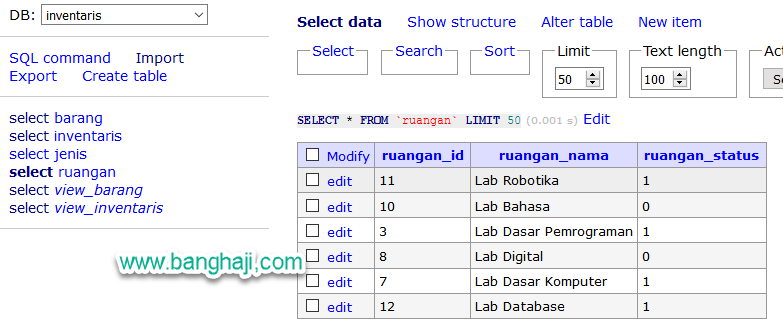 DB: inventaris
SQL command Import
Export Create table
select barang
select inventaris
select jenis
select ruangan
select view_barang
select view_inventaris
Select data Show structure Alter table New item
Select Search Sort Limit Text length
50 100
SELECT * FROM `ruangan` LIMIT 50 (0.001 s) Edit
Modify ruangan_id ruangan_nama ruangan_status
edit 11 Lab Robotika 1
edit 10 Lab Bahasa 0
edit 3 Lab Dasar Pemrograman 1
edit 8 Lab Digital 0
edit 7 Lab Dasar Komputer 1
edit 12 Lab Database 1
www.banghaji.com